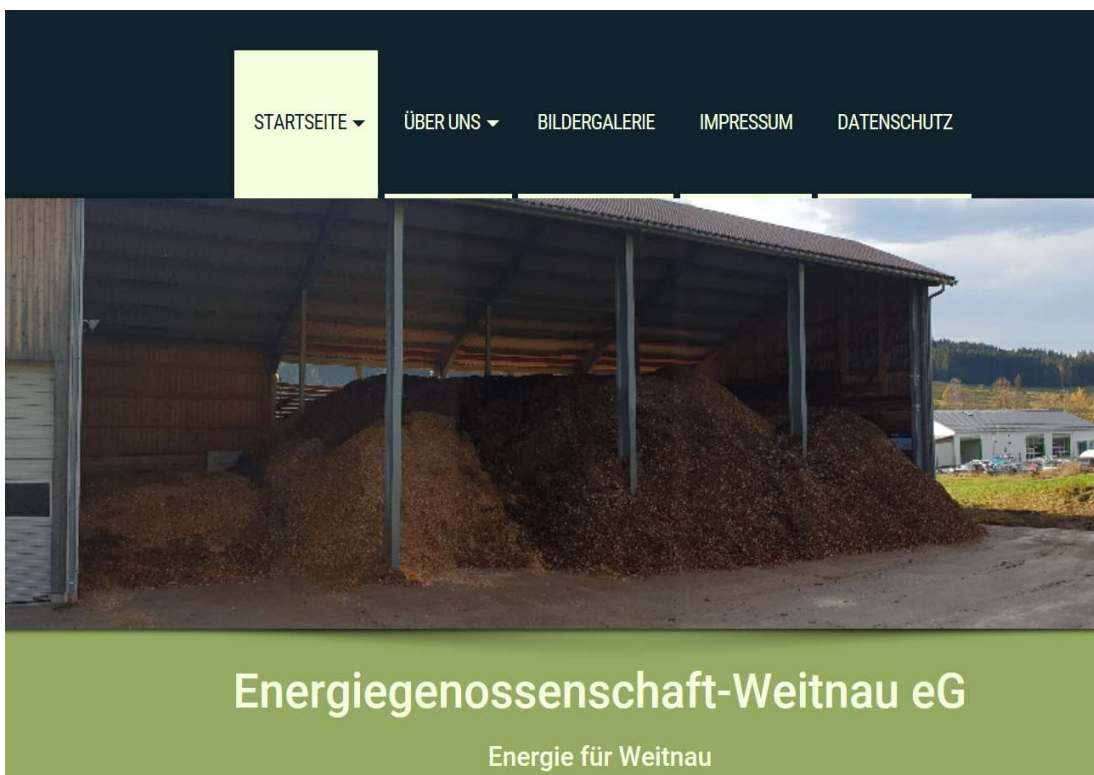 STARTSEITE ÜBER UNS BILDERGALERIE IMPRESSUM DATENSCHUTZ
Energiegenossenschaft-Weitnau eG
Energie für Weitnau